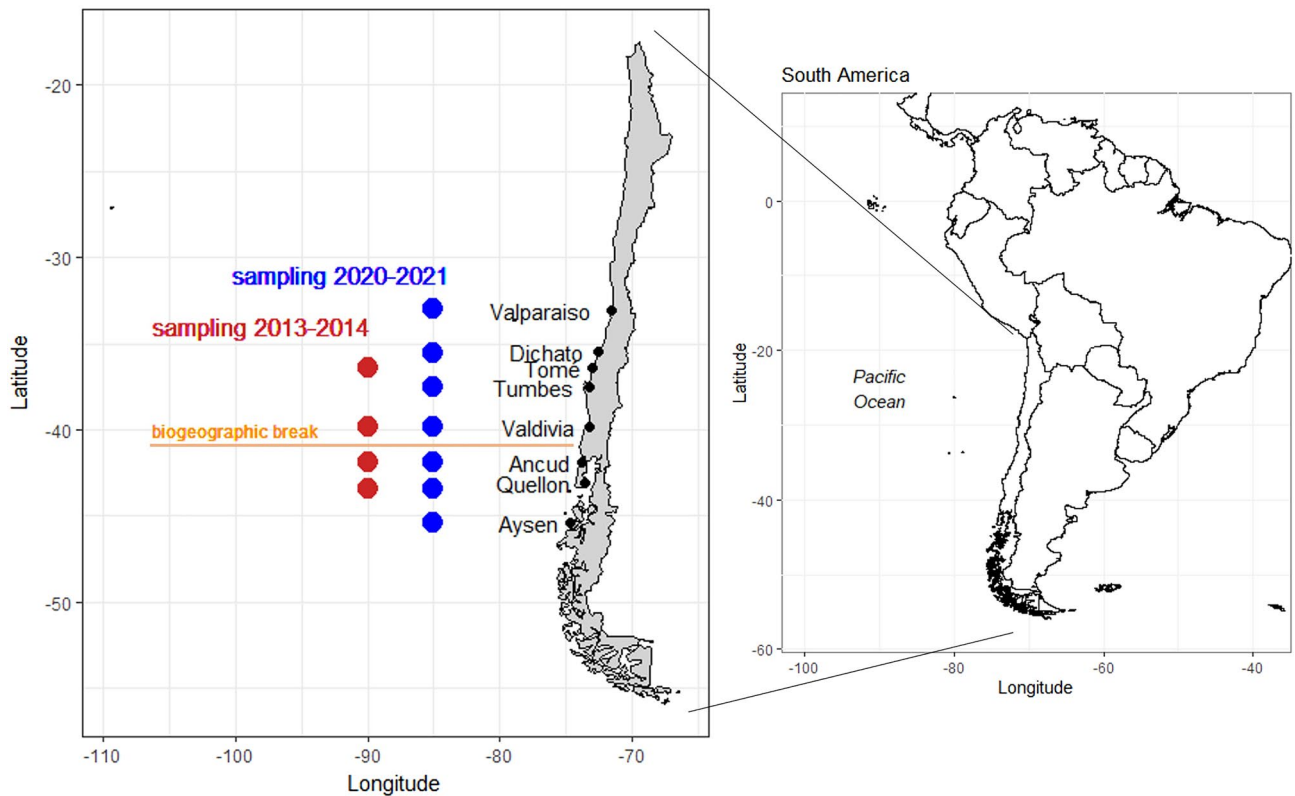 South America
-20
-30
-40
-50
Latitude
sampling 2020-2021
sampling 2013-2014
biogeographic break
Valparaiso
Dichato
Tome
Tumbes
Valdivia
Ancud
Quellon
Aysen
-110
-100
-90
-80
-70
Longitude
0
-20
-40
-60
Latitude
Pacific
Ocean
-100
-80
-60
-40
Longitude